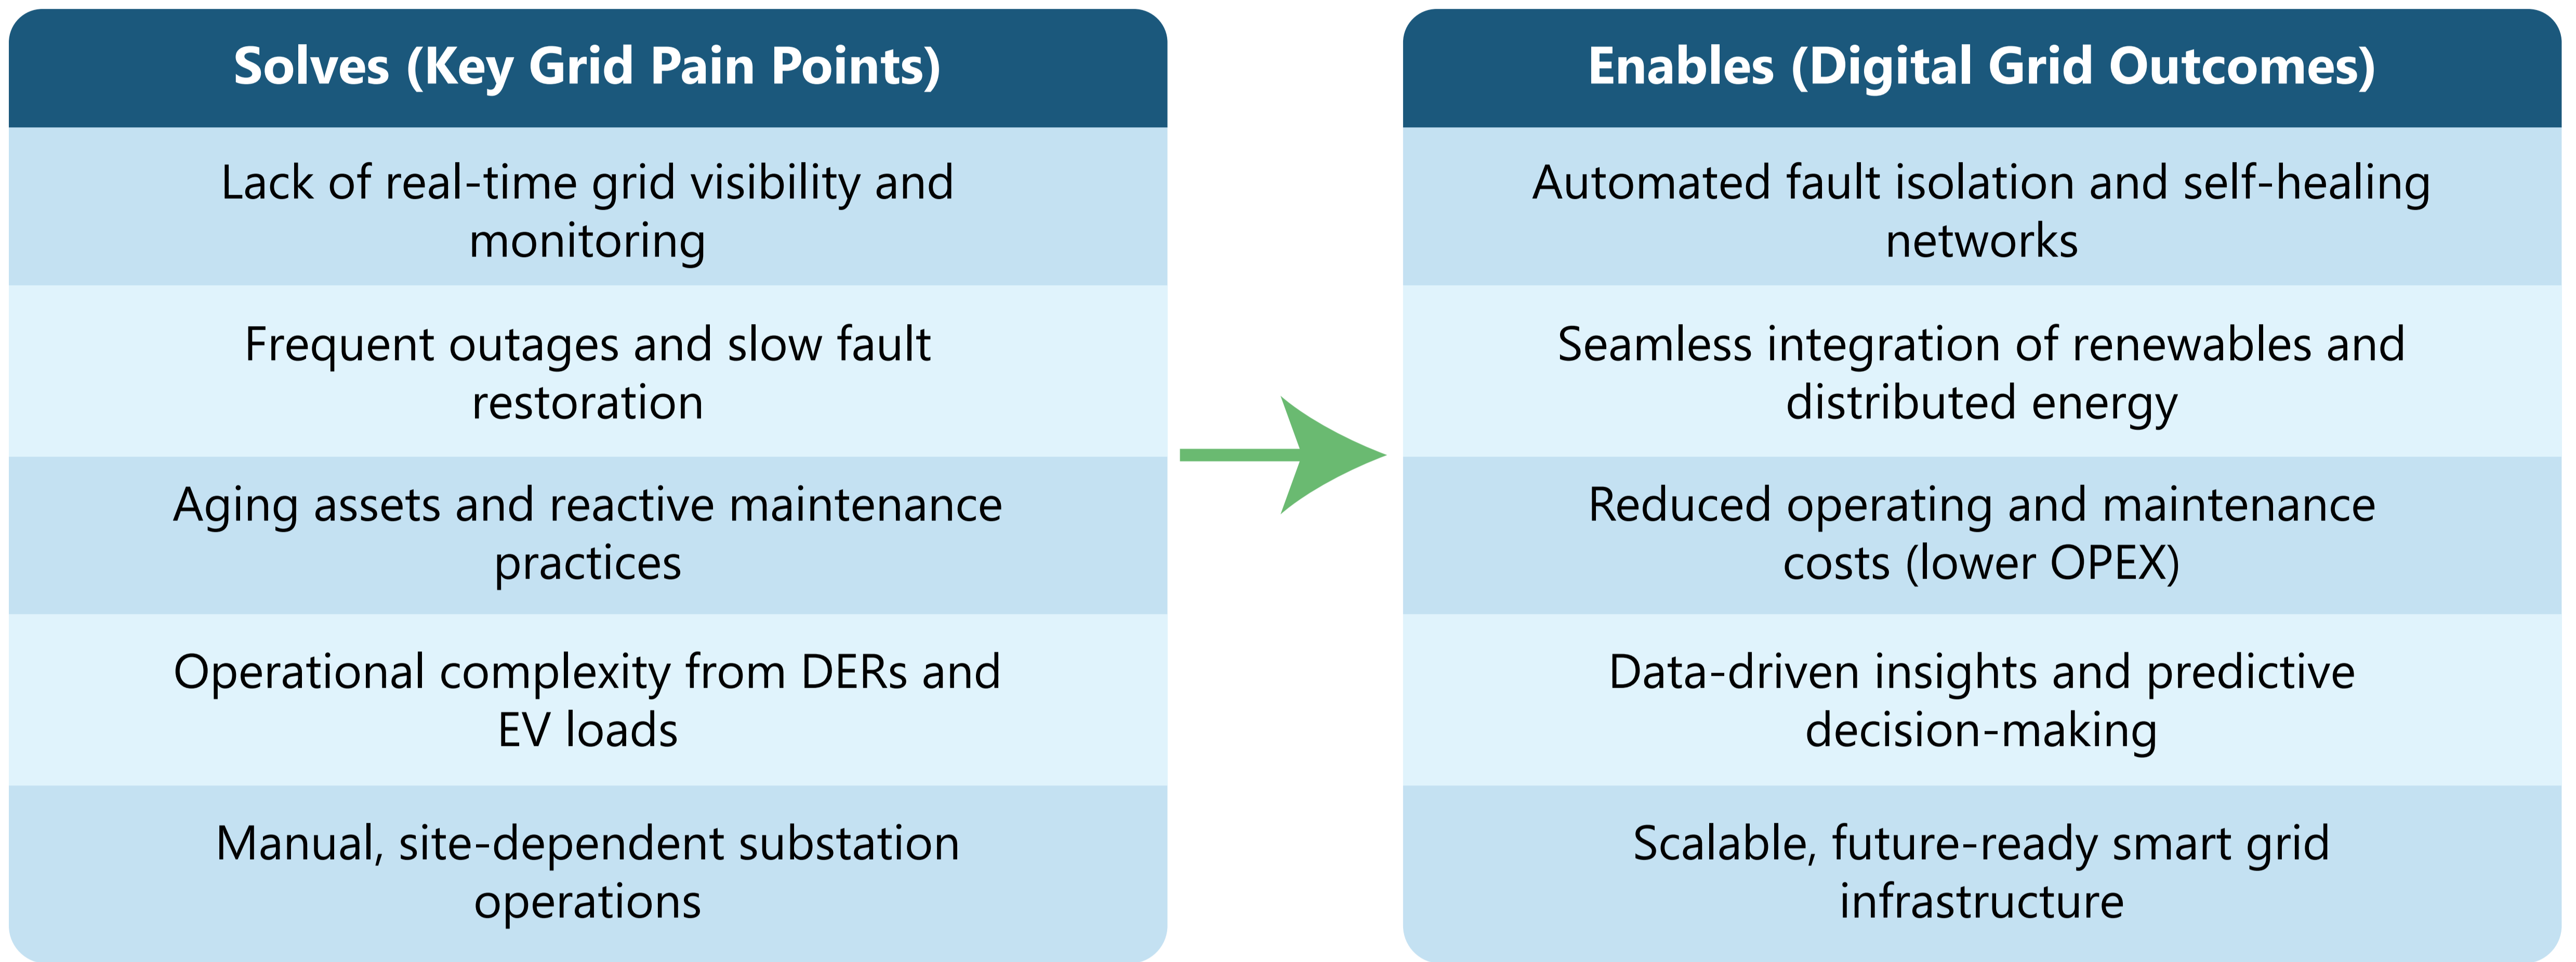 Solves (Key Grid Pain Points)
Lack of real-time grid visibility and
monitoring
Frequent outages and slow fault
restoration
Aging assets and reactive maintenance
practices
Operational complexity from DERs and
EV loads
Manual, site-dependent substation
operations
Enables (Digital Grid Outcomes)
Automated fault isolation and self-healing
networks
Seamless integration of renewables and
distributed energy
Reduced operating and maintenance
costs (lower OPEX)
Data-driven insights and predictive
decision-making
Scalable, future-ready smart grid
infrastructure